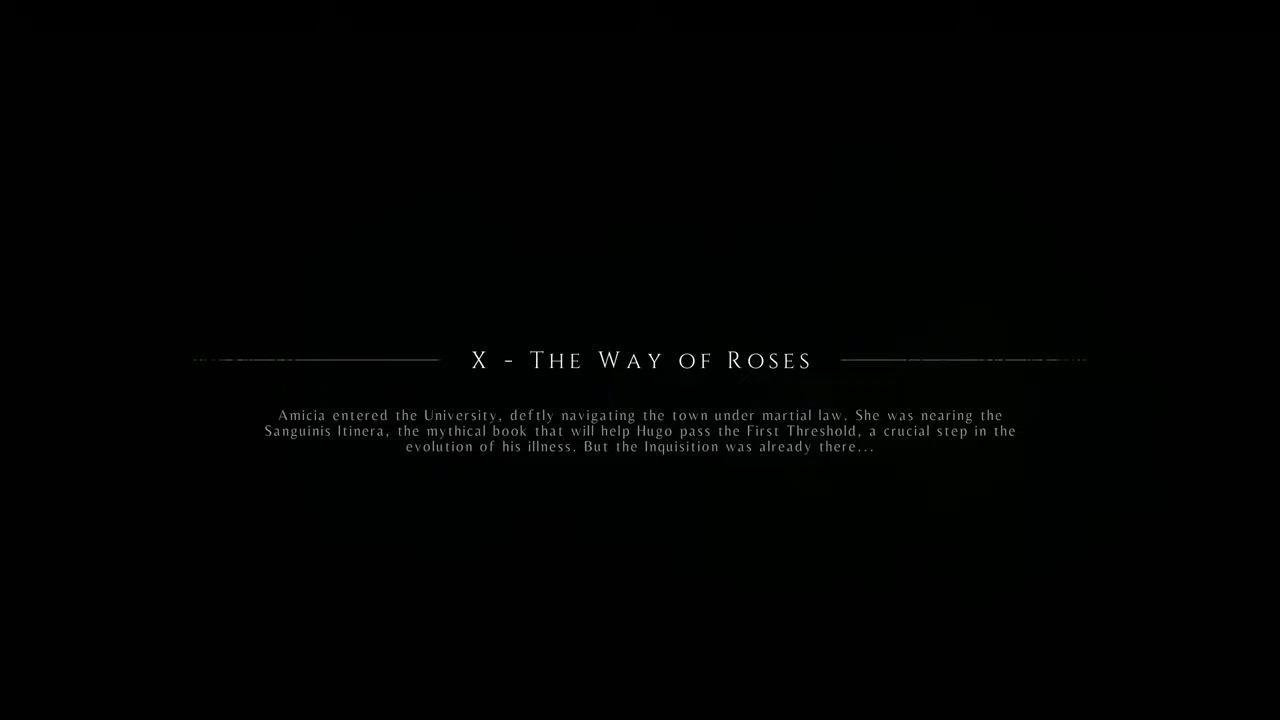 X - The Way of Roses
Amicia entered the University, deftly navigating the town under martial law. She was nearing the
Sanguinis Itinera, the mythical book that will help Hugo pass the First Threshold, a crucial step in the
evolution of his illness. But the Inquisition was already there...